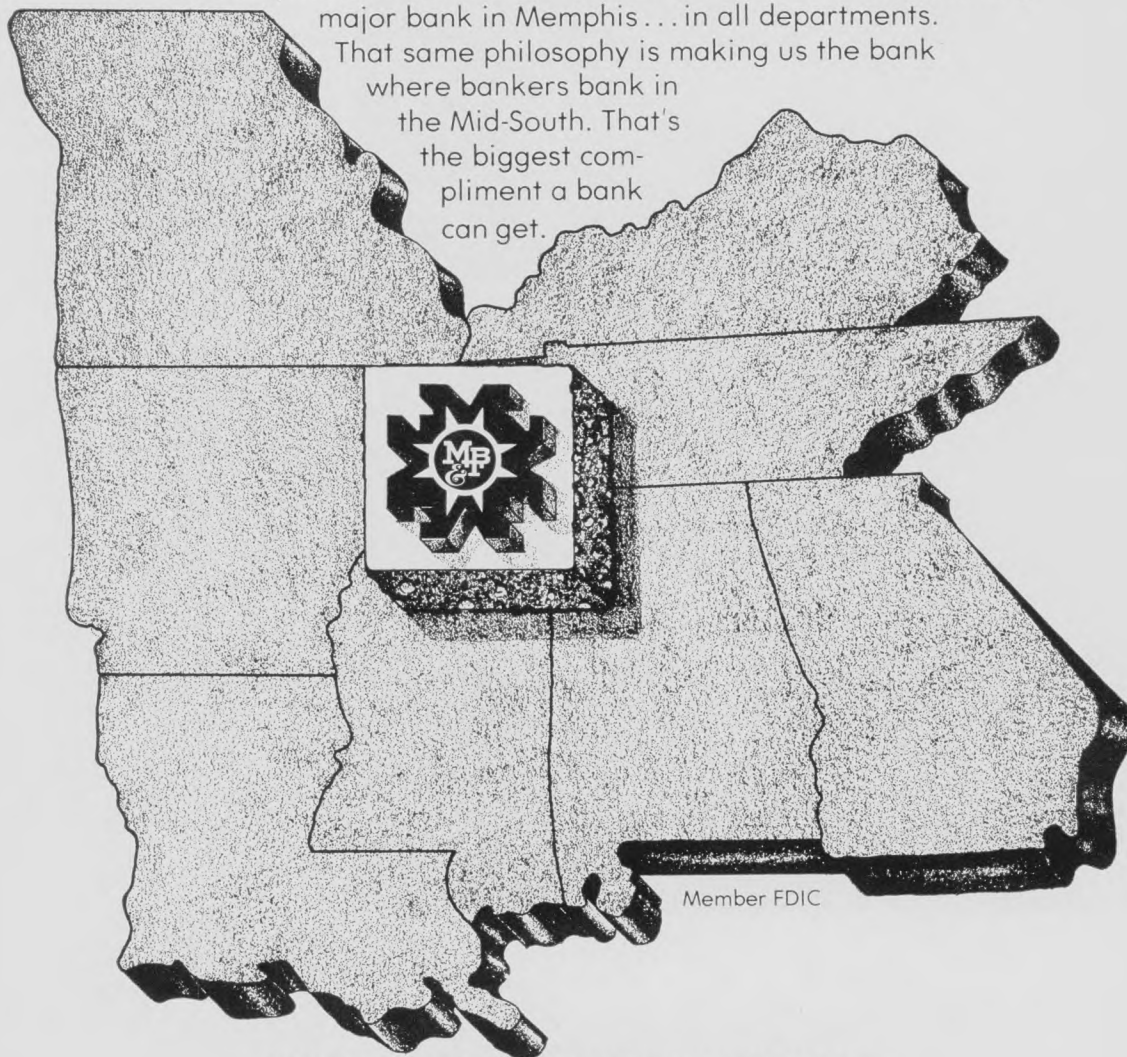 major bank in Memphis... in all departments.
That same philosophy is making us the bank
where bankers bank in
the Mid-South. That's
the biggest com-
pliment a bank
can get.
MB
&T
Member FDIC